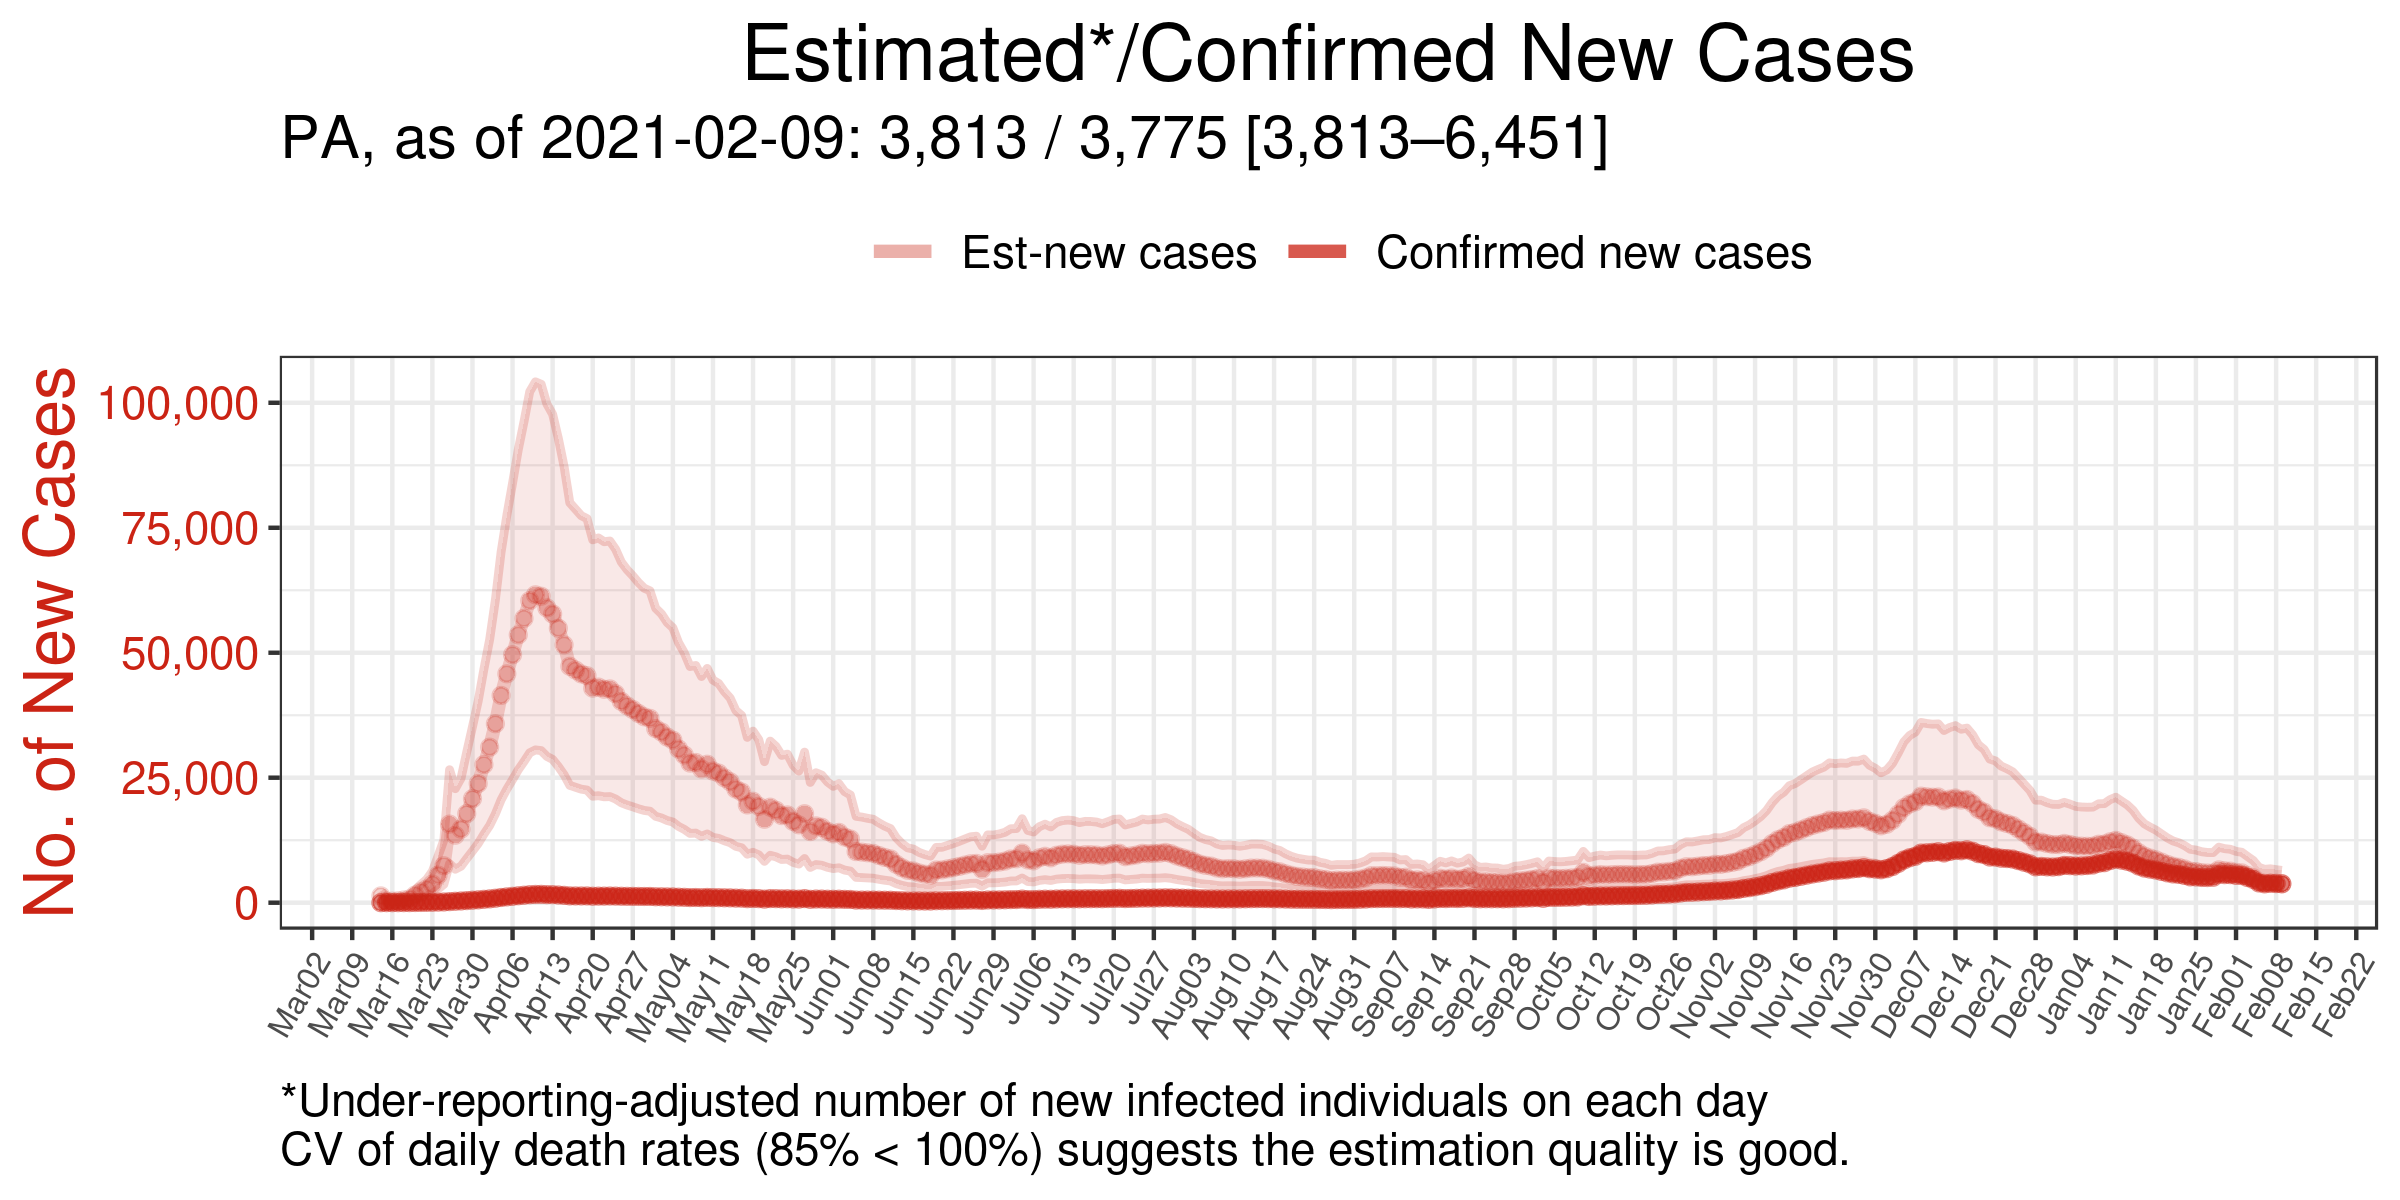 Estimated*/Confirmed New Cases
PA, as of 2021-02-09: 3,813 / 3,775 [3,813–6,451]
Est-new cases
Confirmed new cases
No. of New Cases
100,000
75,000
50,000
25,000
0
Mar02
Mar09
Mar16
Mar23
Mar30
Apr06
Apr13
Apr20
Apr27
May04
May11
May18
May25
Jun01
Jun08
Jun15
Jun22
Jun29
Jul06
Jul13
Jul20
Jul27
Aug03
Aug10
Aug17
Aug24
Aug31
Sep07
Sep14
Sep21
Sep28
Oct05
Oct12
Oct19
Oct26
Nov02
Nov09
Nov16
Nov23
Nov30
Dec07
Dec14
Dec21
Dec28
Jan04
Jan11
Jan18
Jan25
Feb01
Feb08
Feb15
Feb22
*Under-reporting-adjusted number of new infected individuals on each day
CV of daily death rates (85% < 100%) suggests the estimation quality is good.